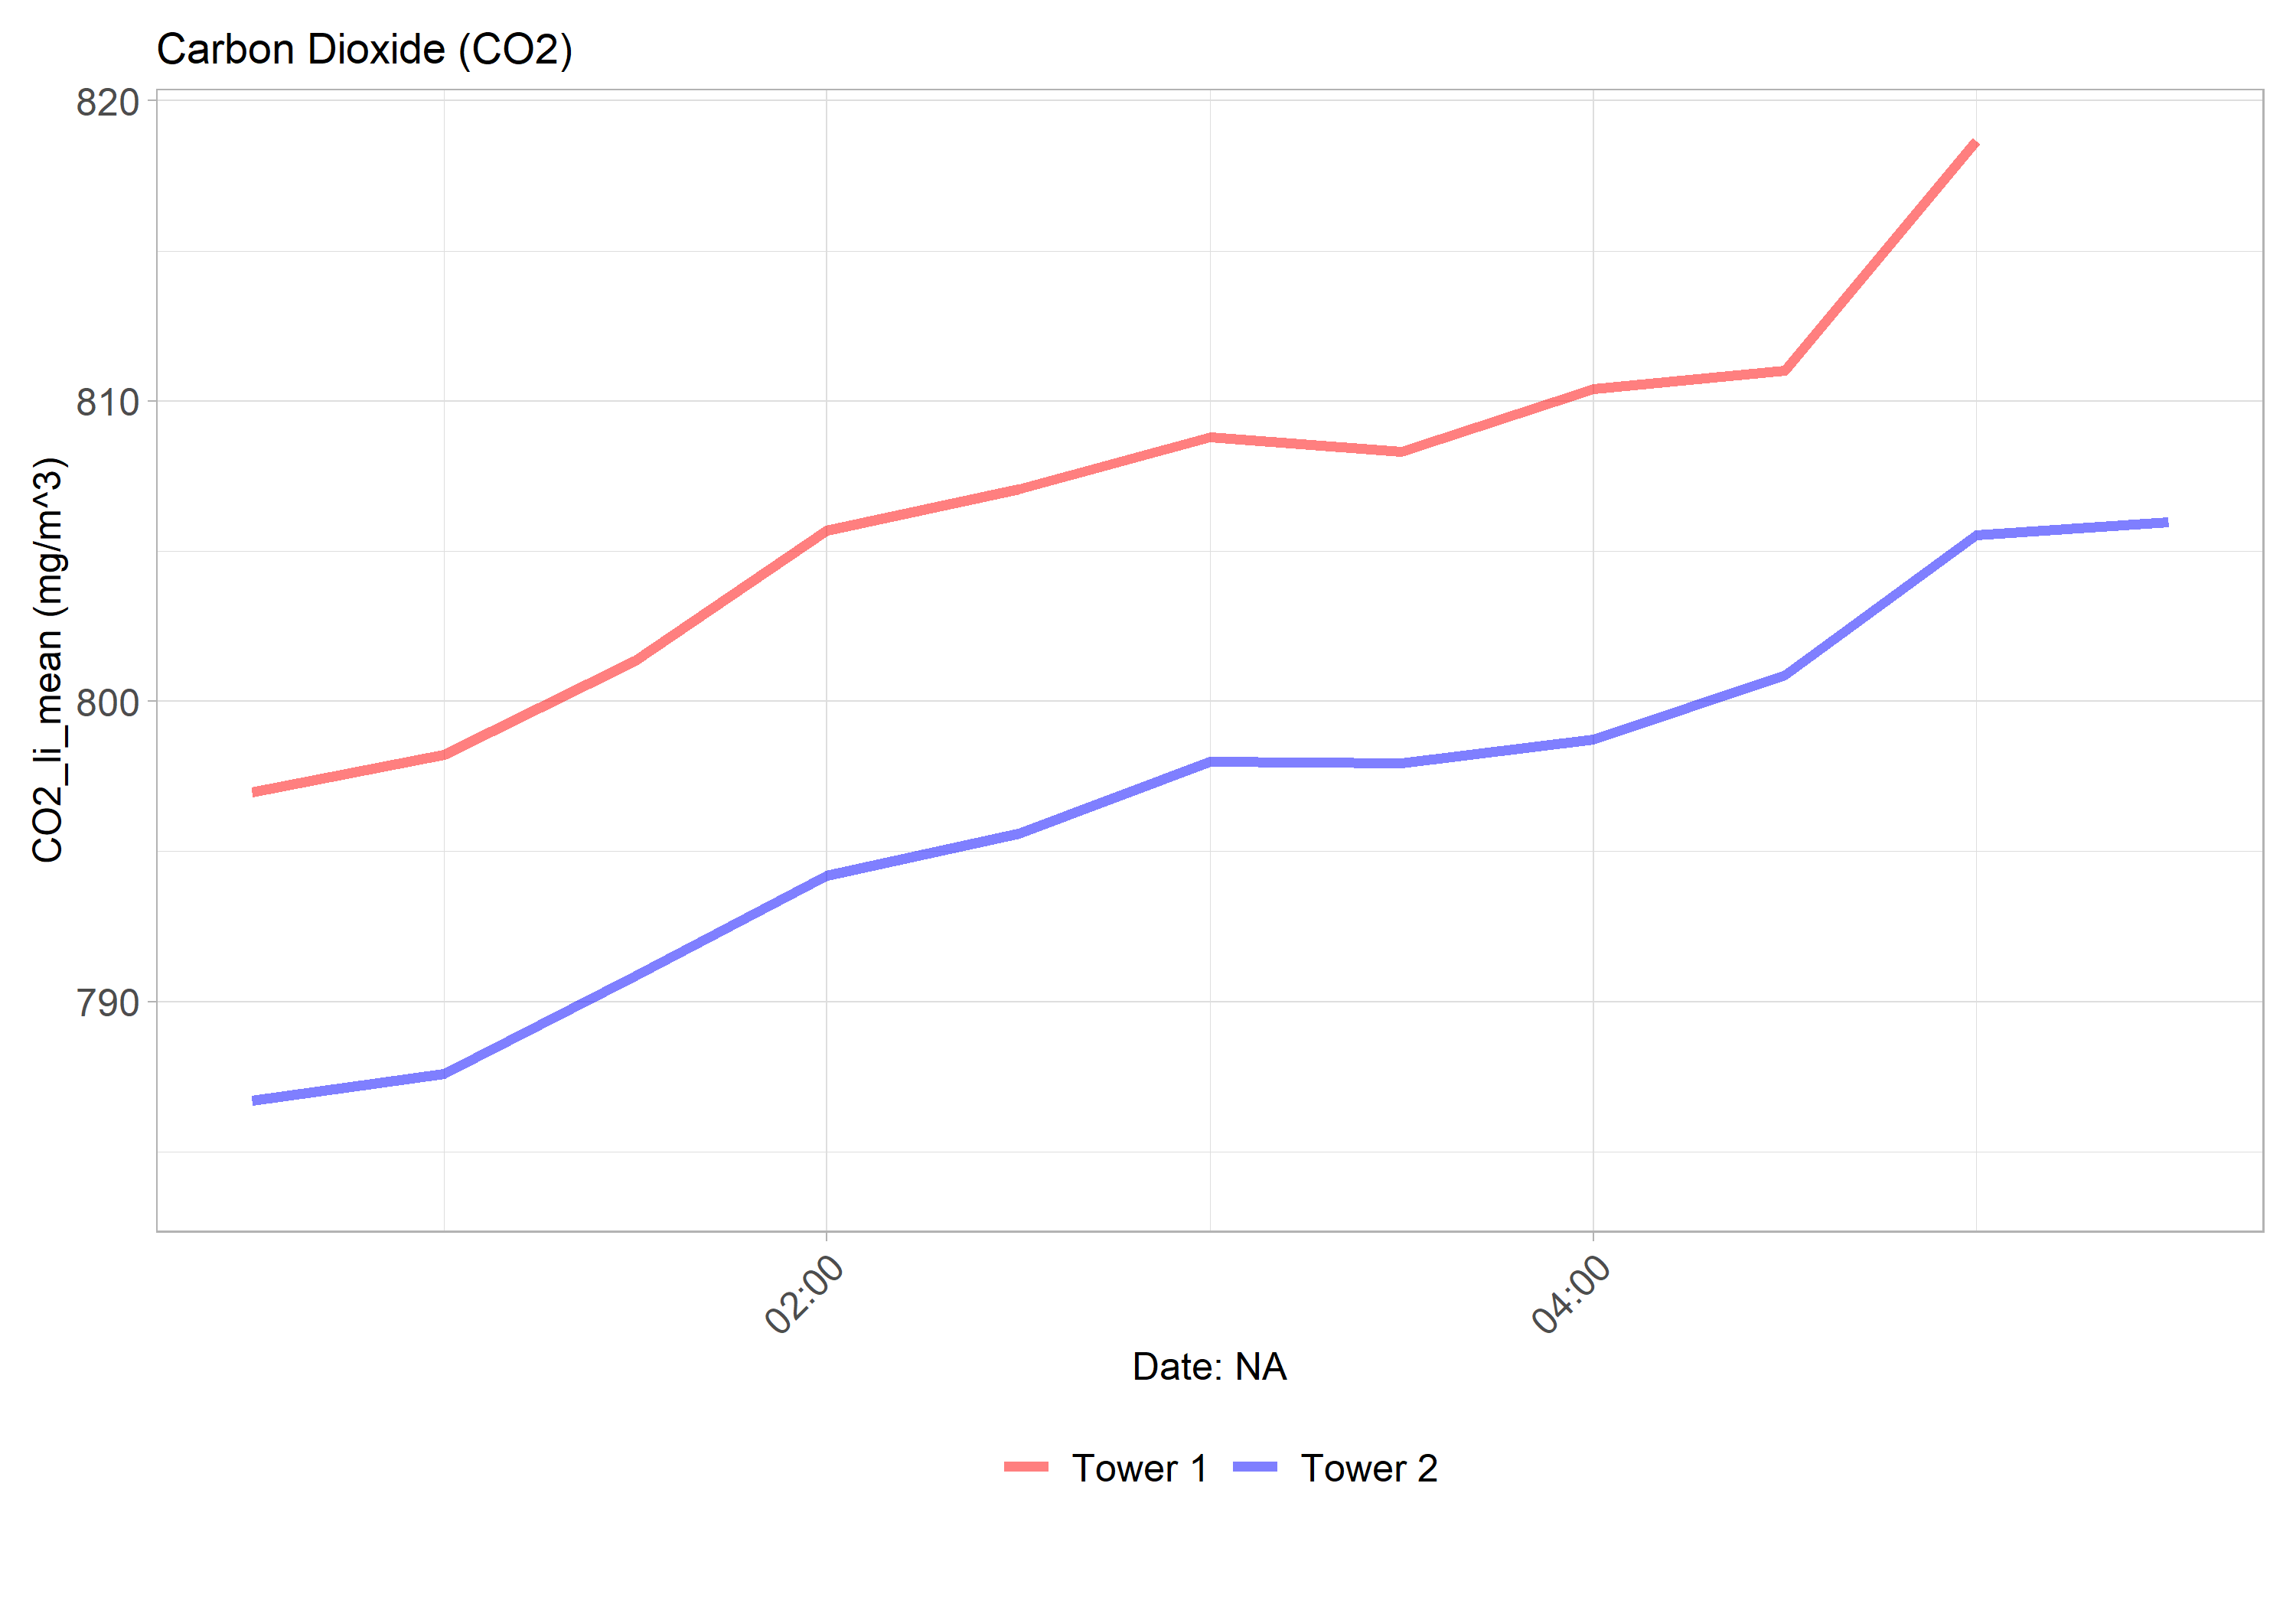 Carbon Dioxide (CO2)
820
810
800
790
CO2_li_mean (mg/m^3)
02:00
04:00
Date: NA
Tower 1
Tower 2